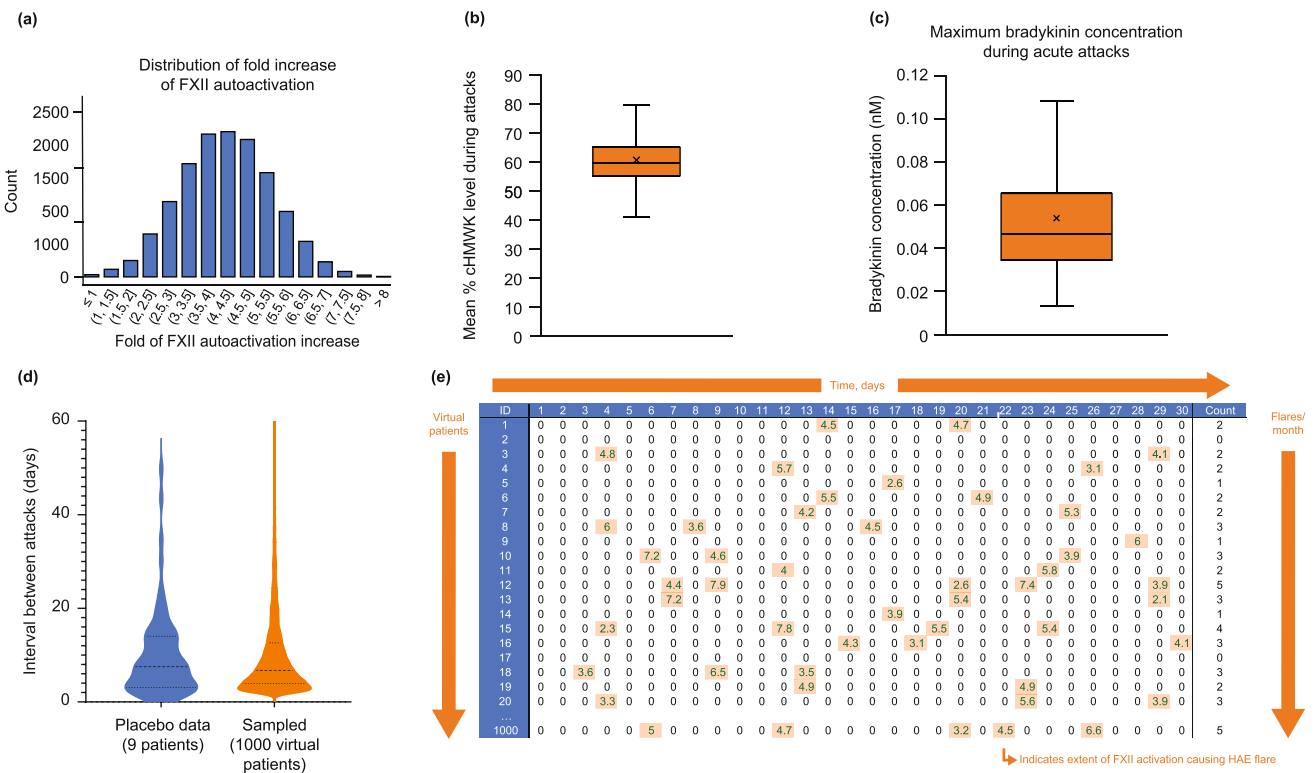 (a)
Distribution of fold increase
of FXII autoactivation
Count
2500
2000
1500
500
1000
0
≤ 1
(1, 1.5]
(1.5, 2]
(2, 2.5]
(2.5, 3]
(3, 3.5]
(3.5, 4]
(4, 4.5]
(4.5, 5]
(5, 5.5]
(5.5, 6]
(6, 6.5]
(6.5, 7]
(7, 7.5]
(7.5, 8]
> 8
Fold of FXII autoactivation increase
(b)
Mean % cHMWK level during attacks
90
80
70
60
50
40
30
20
10
0
(c)
Maximum bradykinin concentration
during acute attacks
Bradykinin concentration (nM)
0.12
0.10
0.08
0.06
0.04
0.02
0
(d)
Interval between attacks (days)
60
40
20
0
Placebo data
(9 patients)
Sampled
(1000 virtual
patients)
(e)
Time, days
Virtual
patients
Flares/
month
ID 1 2 3 4 5 6 7 8 9 10 11 12 13 14 15 16 17 18 19 20 21 22 23 24 25 26 27 28 29 30 Count
1 0 0 0 0 0 0 0 0 0 0 0 0 0 4.5 0 0 0 0 0 4.7 0 0 0 0 0 0 0 0 0 0 2
2 0 0 0 0 0 0 0 0 0 0 0 0 0 0 0 0 0 0 0 0 0 0 0 0 0 0 0 0 0 0 0
3 0 0 0 4.8 0 0 0 0 0 0 0 0 0 0 0 0 0 0 0 0 0 0 0 0 0 0 0 0 4.1 0 2
4 0 0 0 0 0 0 0 0 0 0 0 5.7 0 0 0 0 0 0 0 0 0 0 0 0 0 3.1 0 0 0 0 2
5 0 0 0 0 0 0 0 0 0 0 0 0 0 0 0 0 2.6 0 0 0 0 0 0 0 0 0 0 0 0 0 1
6 0 0 0 0 0 0 0 0 0 0 0 0 0 5.5 0 0 0 0 0 0 4.9 0 0 0 0 0 0 0 0 0 2
7 0 0 0 0 0 0 0 0 0 0 0 0 4.2 0 0 0 0 0 0 0 0 0 0 0 5.3 0 0 0 0 0 2
8 0 0 0 6 0 0 0 3.6 0 0 0 0 0 0 0 4.5 0 0 0 0 0 0 0 0 0 0 0 0 0 0 3
9 0 0 0 0 0 0 0 0 0 0 0 0 0 0 0 0 0 0 0 0 0 0 0 0 0 0 0 6 0 0 1
10 0 0 0 0 0 7.2 0 0 4.6 0 0 0 0 0 0 0 0 0 0 0 0 0 0 0 3.9 0 0 0 0 0 3
11 0 0 0 0 0 0 0 0 0 0 0 4 0 0 0 0 0 0 0 0 0 0 0 5.8 0 0 0 0 0 0 2
12 0 0 0 0 0 0 4.4 0 7.9 0 0 0 0 0 0 0 0 0 0 2.6 0 0 7.4 0 0 0 0 0 3.9 0 5
13 0 0 0 0 0 0 7.2 0 0 0 0 0 0 0 0 0 0 0 0 5.4 0 0 0 0 0 0 0 0 2.1 0 3
14 0 0 0 0 0 0 0 0 0 0 0 0 0 0 0 0 3.9 0 0 0 0 0 0 0 0 0 0 0 0 0 1
15 0 0 0 2.3 0 0 0 0 0 0 0 7.8 0 0 0 0 0 0 5.5 0 0 0 0 5.4 0 0 0 0 0 0 4
16 0 0 0 0 0 0 0 0 0 0 0 0 0 0 4.3 0 0 3.1 0 0 0 0 0 0 0 0 0 0 0 4.1 3
17 0 0 0 0 0 0 0 0 0 0 0 0 0 0 0 0 0 0 0 0 0 0 0 0 0 0 0 0 0 0 0
18 0 0 3.6 0 0 0 0 0 6.5 0 0 0 3.5 0 0 0 0 0 0 0 0 0 0 0 0 0 0 0 0 0 3
19 0 0 0 0 0 0 0 0 0 0 0 0 4.9 0 0 0 0 0 0 0 0 0 4.9 0 0 0 0 0 0 0 2
20 0 0 0 3.3 0 0 0 0 0 0 0 0 0 0 0 0 0 0 0 0 0 0 5.6 0 0 0 0 0 3.9 0 3
...
1000 0 0 0 0 0 5 0 0 0 0 0 4.7 0 0 0 0 0 0 0 3.2 0 4.5 0 0 0 6.6 0 0 0 0 5
Indicates extent of FXII activation causing HAE flare